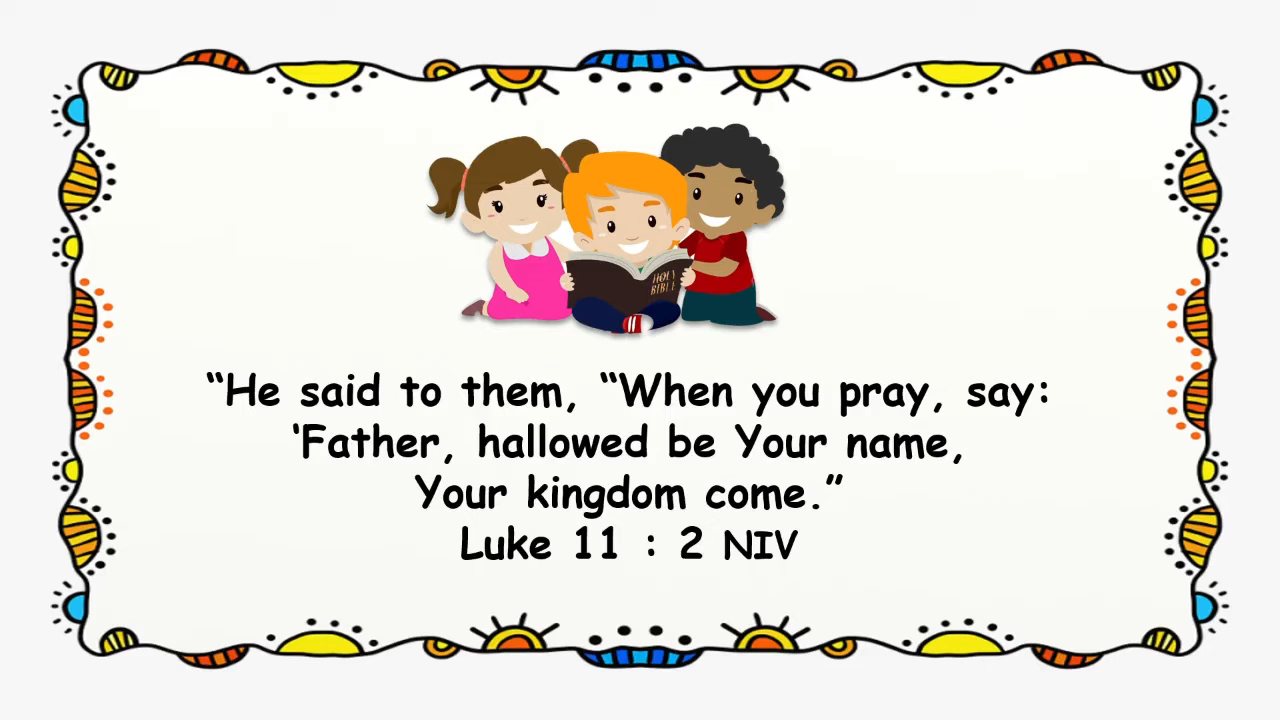 HOLY
BIBLE
“He said to them, “When you pray, say:
‘Father, hallowed be Your name,
Your kingdom come.”
Luke 11 : 2 NIV